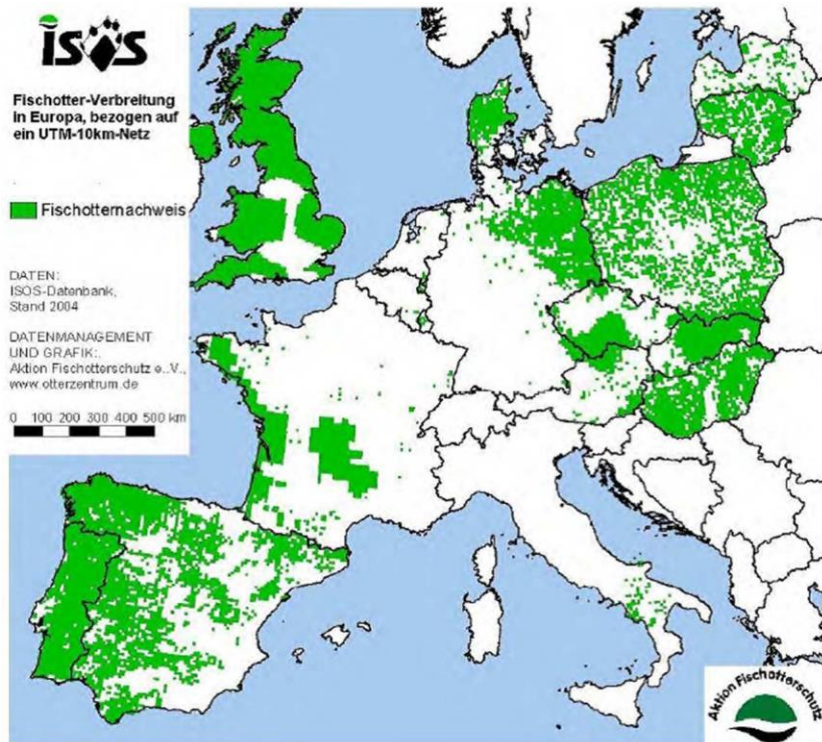 isos
Fischotter-Verbreitung
in Europa, bezogen auf
ein UTM-10km-Netz
Fischotternachweis
DATEN:
ISOS-Datenbank,
Stand 2004
DATENMANAGEMENT
UND GRAFIK:
Aktion Fischotterschutz e..V.,
www.otterzentrum.de
0 100 200 300 400 500 km
Aktion Fischotterschutz